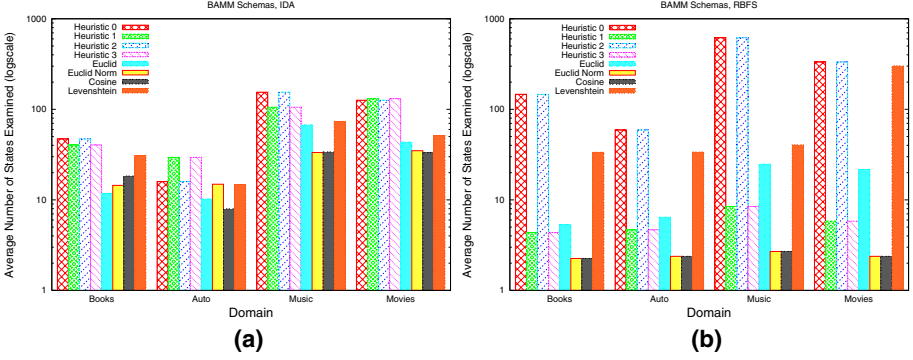 BAMM Schemas, IDA
Average Number of States Examined (logscale)
1000
100
10
1
Heuristic 0
Heuristic 1
Heuristic 2
Heuristic 3
Euclid
Euclid Norm
Cosine
Levenshtein
Books
Auto
Music
Movies
Domain
(a)
BAMM Schemas, RBFS
Average Number of States Examined (logscale)
1000
100
10
1
Heuristic 0
Heuristic 1
Heuristic 2
Heuristic 3
Euclid
Euclid Norm
Cosine
Levenshtein
Books
Auto
Music
Movies
Domain
(b)